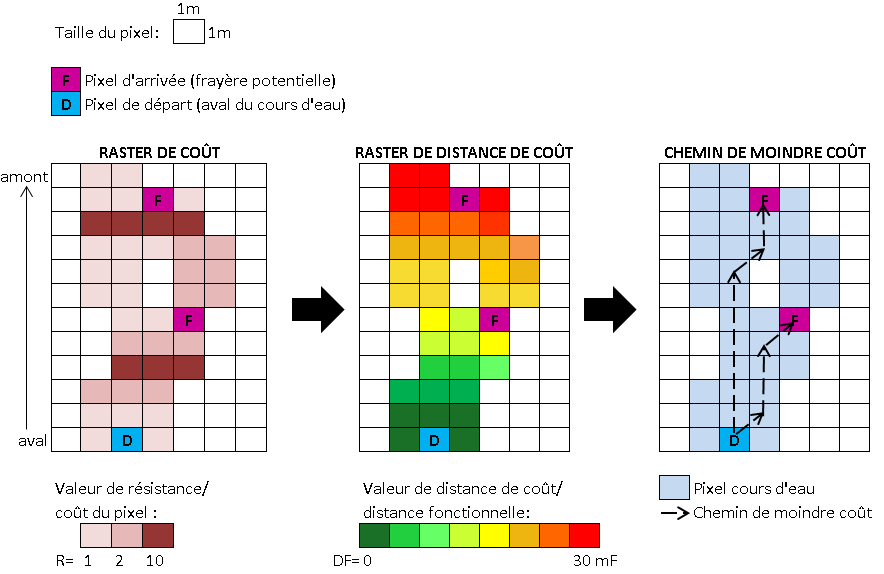 1m
Taille du pixel: 1m
F Pixel d'arrivée (frayère potentielle)
D Pixel de départ (aval du cours d'eau)
RASTER DE COÛT
RASTER DE DISTANCE DE COÛT
CHEMIN DE MOINDRE COÛT
amont
F
F
F
F
F
F
aval
D
D
D
Valeur de résistance/
coût du pixel :
R= 1 2 10
Valeur de distance de coût/
distance fonctionnelle:
DF= 0 30 mF
Pixel cours d'eau
Chemin de moindre coût